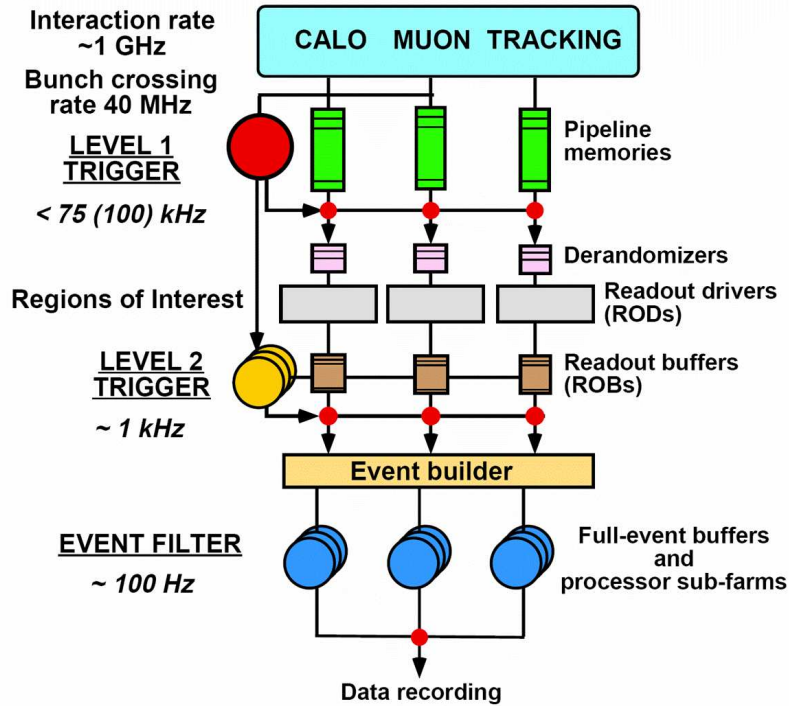 Interaction rate
~1 GHz
CALO MUON TRACKING
Bunch crossing
rate 40 MHz
LEVEL 1
TRIGGER
< 75 (100) kHz
Pipeline
memories
Derandomizers
Regions of Interest
Readout drivers
(RODs)
LEVEL 2
TRIGGER
~ 1 kHz
Readout buffers
(ROBs)
Event builder
EVENT FILTER
~ 100 Hz
Full-event buffers
and
processor sub-farms
Data recording